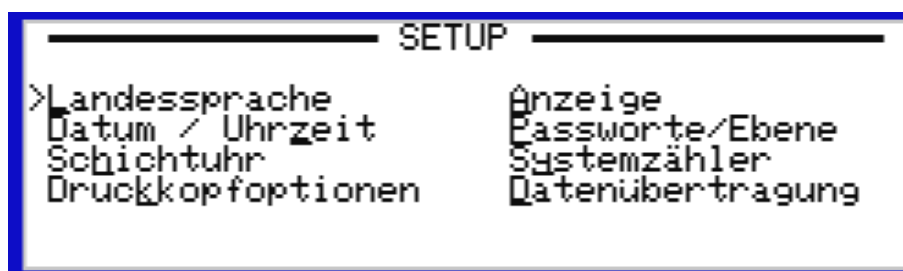 SETUP
>Landessprache Anzeige
Datum / Uhrzeit Passworte/Ebene
Schichtuhr Systemzähler
Druckkopfoptionen Datenübertragung